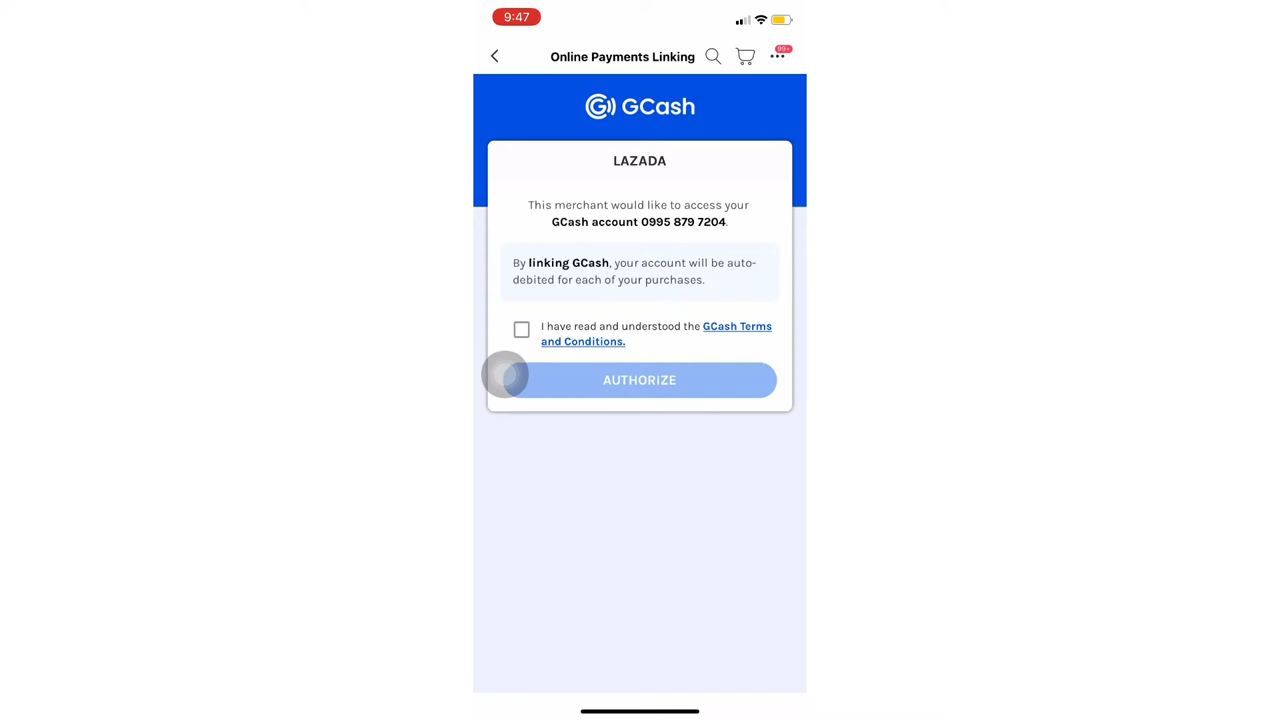 9:47
Online Payments Linking
99+
GCash
LAZADA
This merchant would like to access your
GCash account 0995 879 7204.
By linking GCash, your account will be auto-
debited for each of your purchases.
I have read and understood the GCash Terms
and Conditions.
AUTHORIZE